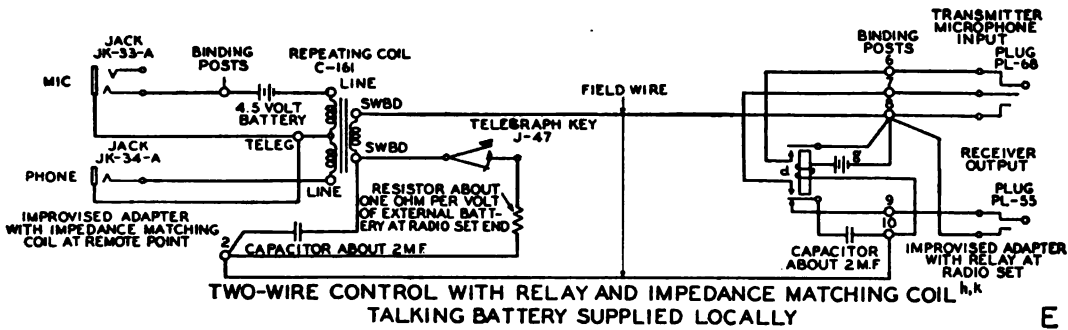 JACK
JK-33-A
MIC
BINDING
POSTS
REPEATING COIL
C-161
LINE
4.5 VOLT
BATTERY
SWBD
TELEG
SWBD
JACK
JK-34-A
PHONE
LINE
IMPROVISED ADAPTER
WITH IMPEDANCE MATCHING
COIL AT REMOTE POINT
2
CAPACITOR ABOUT 2 M.F.
TELEGRAPH KEY
J-47
RESISTOR ABOUT
ONE OHM PER VOLT
OF EXTERNAL BATT-
ERY AT RADIO SET END
FIELD WIRE
BINDING
POSTS
6
7
8
TRANSMITTER
MICROPHONE
INPUT
PLUG
PL-68
d
g
RECEIVER
OUTPUT
PLUG
PL-55
9
10
CAPACITOR
ABOUT 2 M.F.
IMPROVISED ADAPTER
WITH RELAY AT
RADIO SET
TWO-WIRE CONTROL WITH RELAY AND IMPEDANCE MATCHING COIL h,k
TALKING BATTERY SUPPLIED LOCALLY
E